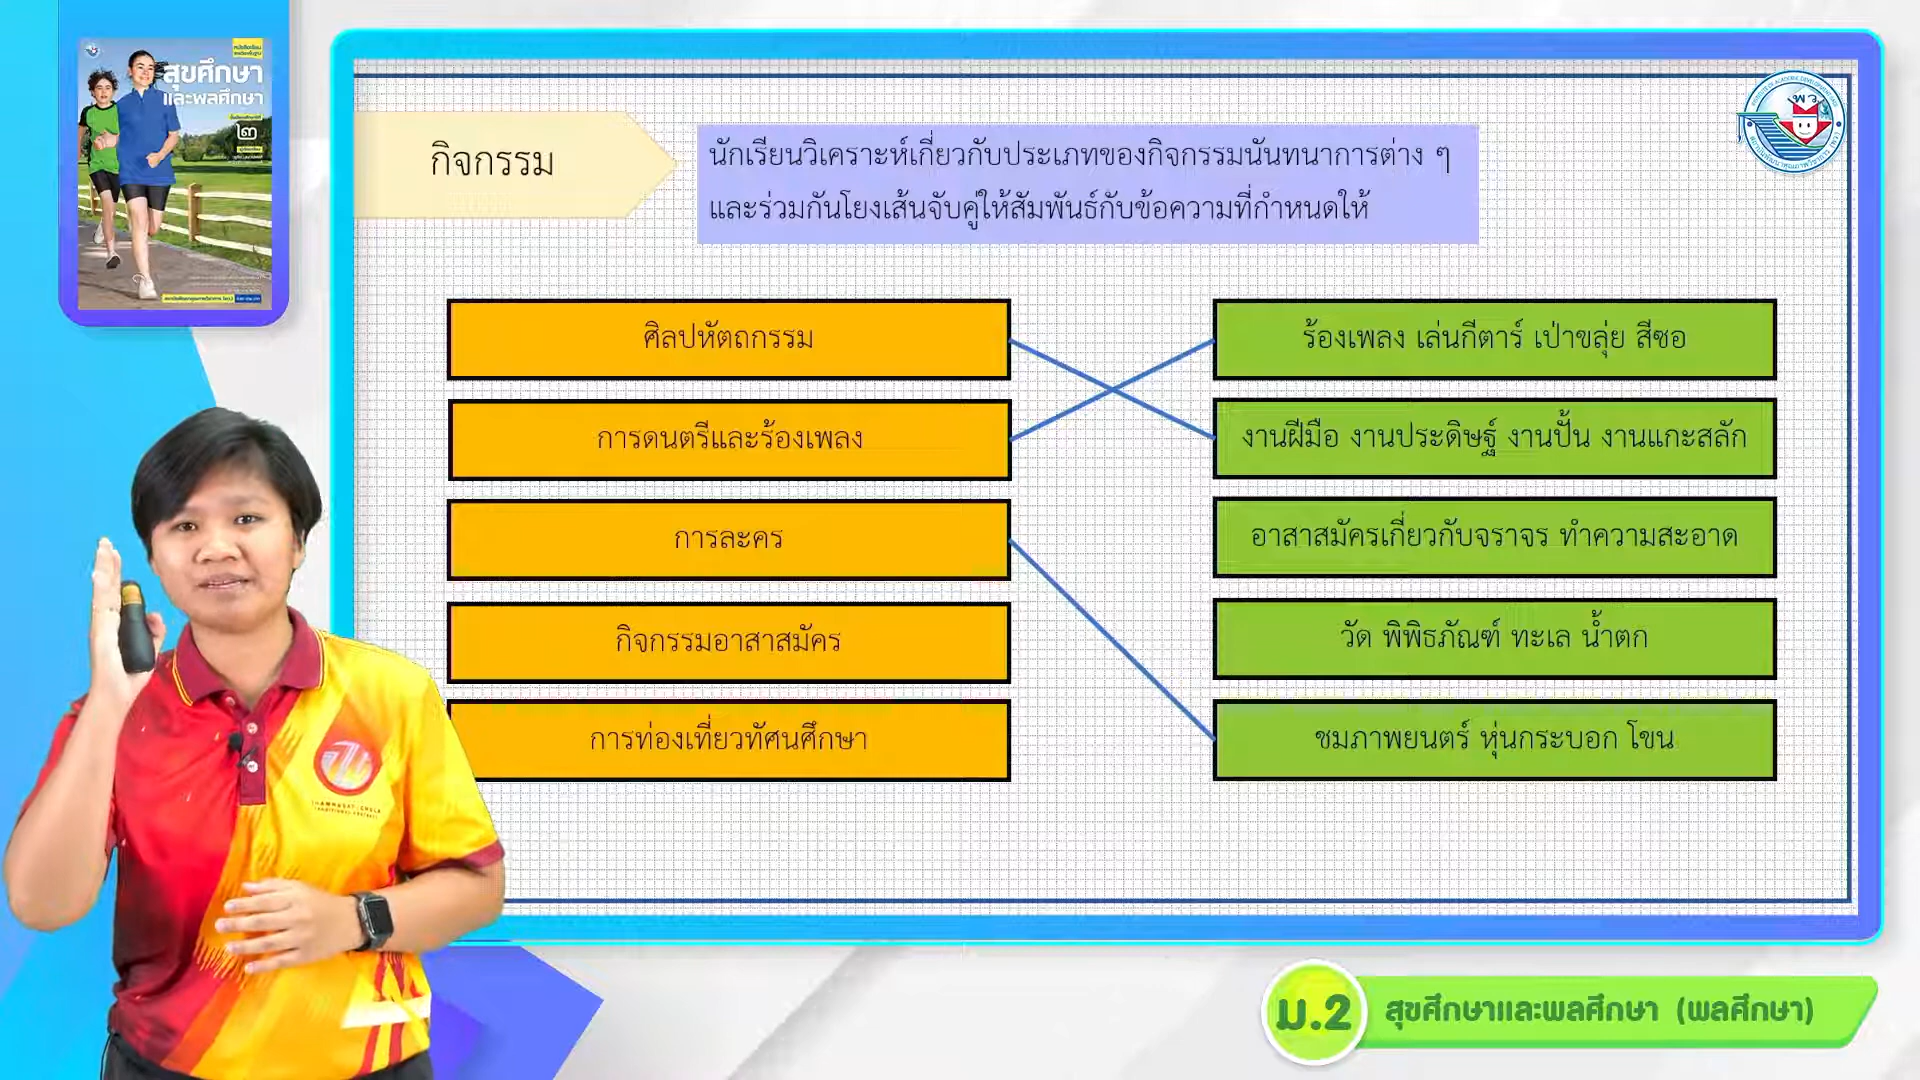 สุขศึกษา
และพลศึกษา
๒
กิจกรรม
นักเรียนวิเคราะห์เกี่ยวกับประเภทของกิจกรรมนันทนาการต่าง ๆ
และร่วมกันโยงเส้นจับคู่ให้สัมพันธ์กับข้อความที่กำหนดให้
พว
ศิลปหัตถกรรม
ร้องเพลง เล่นกีตาร์ เป่าขลุ่ย สีซอ
การดนตรีและร้องเพลง
งานฝีมือ งานประดิษฐ์ งานปั้น งานแกะสลัก
การละคร
อาสาสมัครเกี่ยวกับจราจร ทำความสะอาด
กิจกรรมอาสาสมัคร
วัด พิพิธภัณฑ์ ทะเล น้ำตก
การท่องเที่ยวทัศนศึกษา
ชมภาพยนตร์ หุ่นกระบอก โขน
ม.2
สุขศึกษาและพลศึกษา (พลศึกษา)